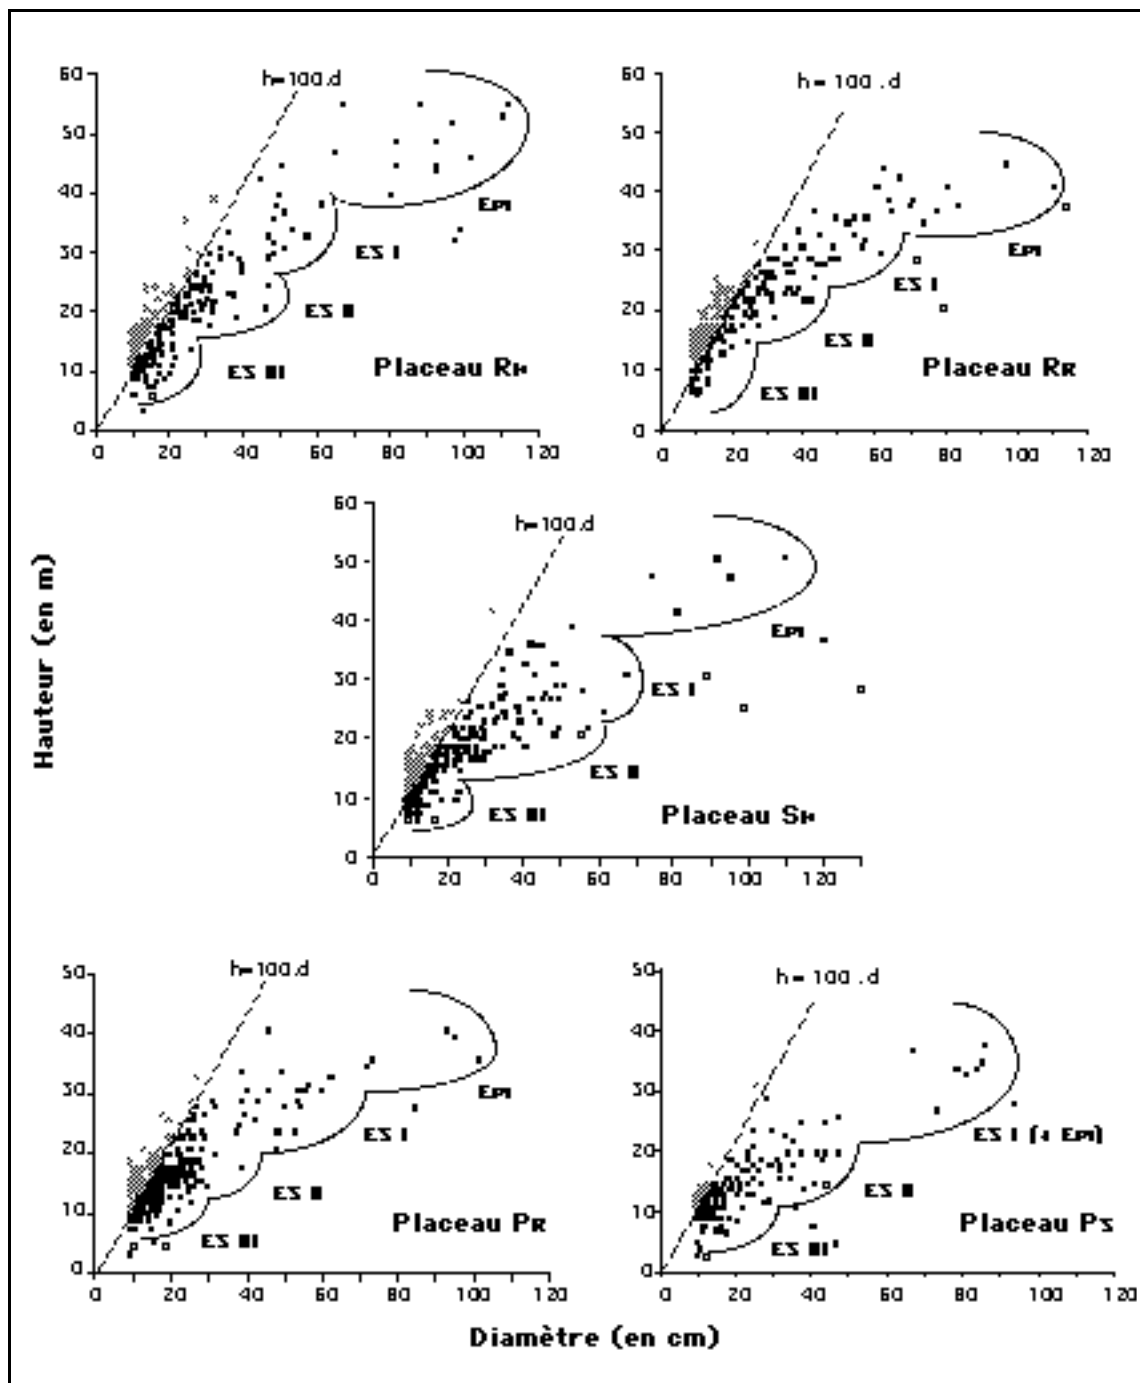 60
h=100.d
50
40
EPI
30
ES I
20
ES II
10
ES III
Placeau RH
0
0 20 40 60 80 100 120
60
h= 100 .d
50
40
30
EPI
ES I
20
ES II
10
ES III
Placeau RR
0
0 20 40 60 80 100 120
60
h=100.d
50
40
EPI
30
ES I
20
ES II
10
ES III
Placeau SH
0
0 20 40 60 80 100 120
Hauteur (en m)
50
h=100.d
40
30
EPI
20
ES I
ES II
10
ES III
Placeau PR
0
0 20 40 60 80 100 120
50
h= 100 .d
40
30
20
ES I (+ EPI)
ES II
10
ES III
Placeau PS
0
0 20 40 60 80 100 120
Diamètre (en cm)